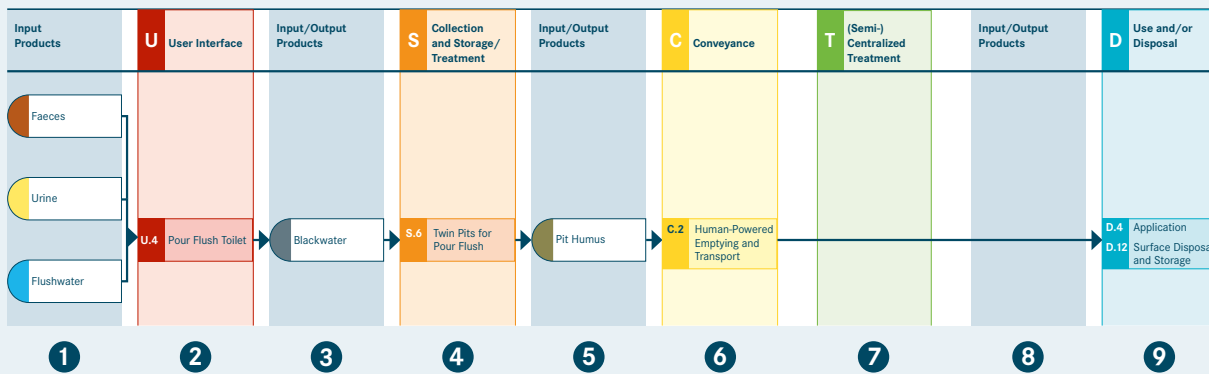 Input
Products
U User Interface
Input/Output
Products
S Collection
and Storage/
Treatment
Input/Output
Products
C Conveyance
T (Semi-)
Centralized
Treatment
Input/Output
Products
D Use and/or
Disposal
Faeces
Urine
Flushwater
U.4 Pour Flush Toilet
Blackwater
S.6 Twin Pits for
Pour Flush
Pit Humus
C.2 Human-Powered
Emptying and
Transport
D.4 Application
D.12 Surface Disposa
and Storage
1 2 3 4 5 6 7 8 9